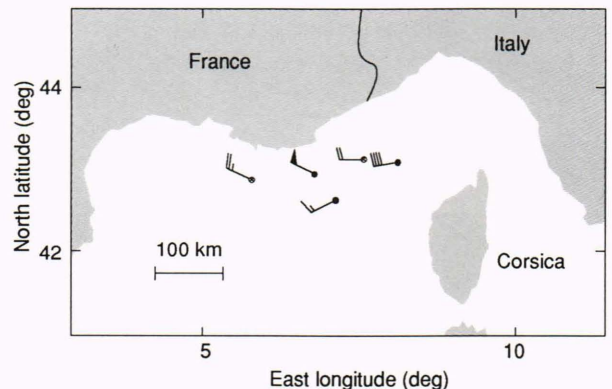 France
Italy
44
North latitude (deg)
42
100 km
Corsica
5
10
East longitude (deg)